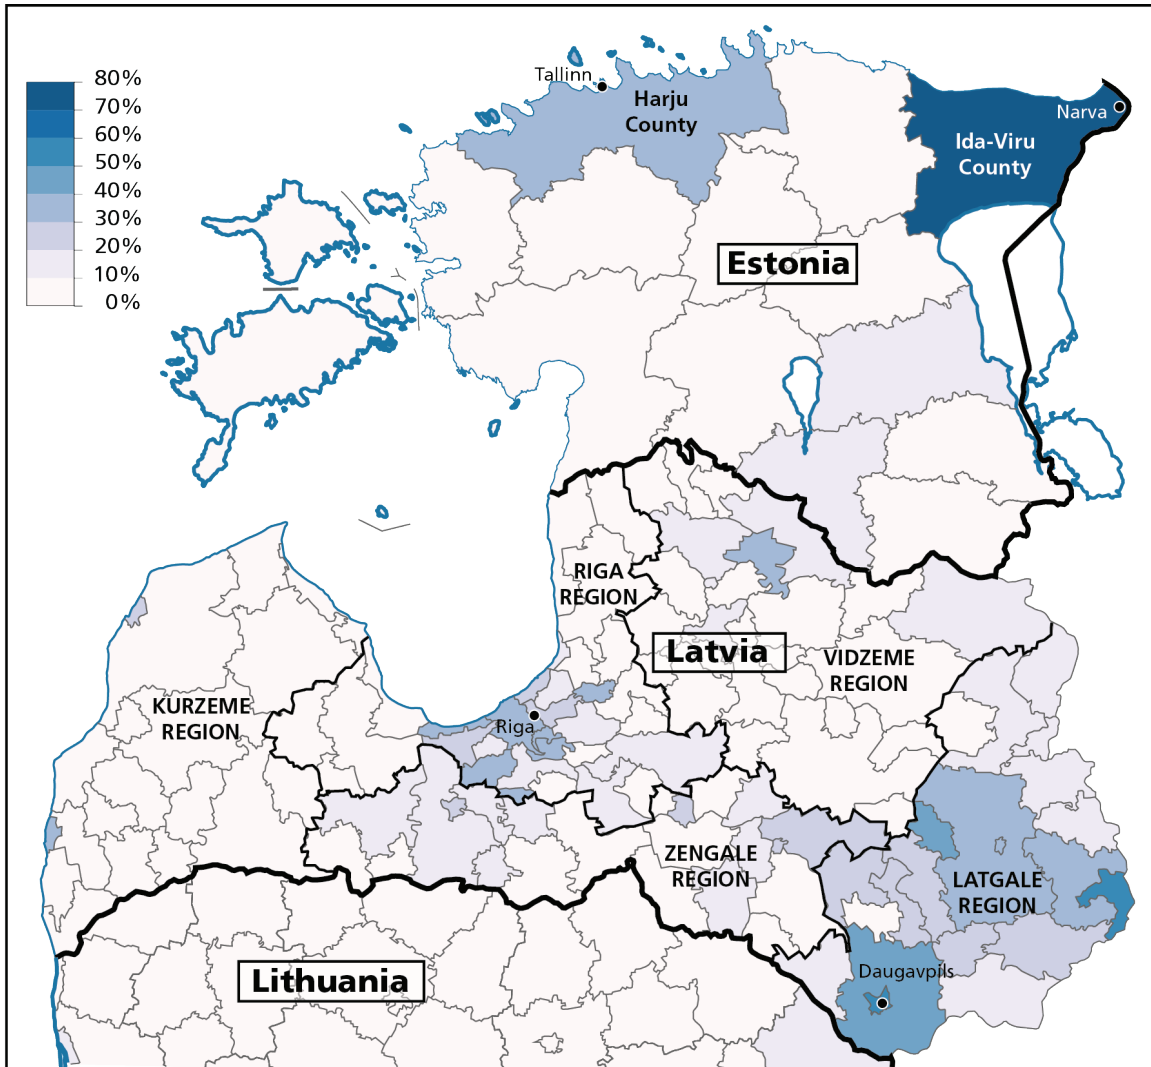 80%
70%
60%
50%
40%
30%
20%
10%
0%
Tallinn
Harju
County
Narva
Ida-Viru
County
Estonia
RIGA
REGION
Latvia
VIDZEME
REGION
KURZEME
REGION
Riga
ZENGALE
REGION
LATGALE
REGION
Daugavpils
Lithuania